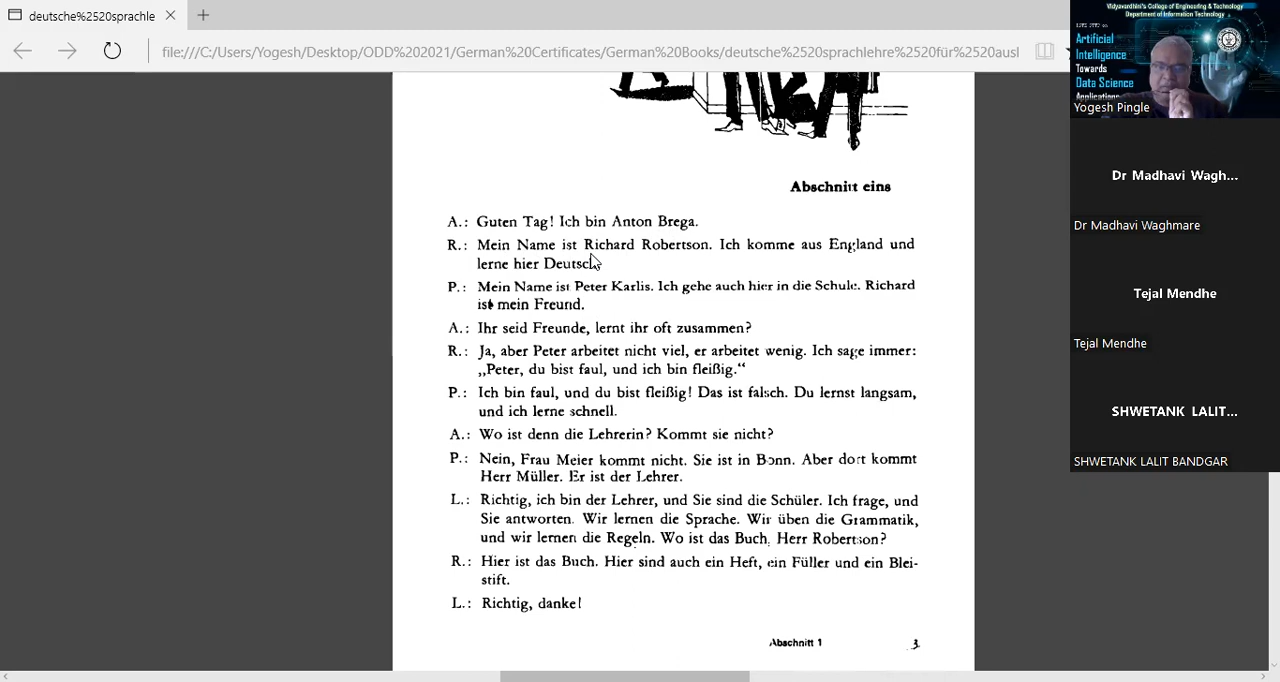 deutsche%2520sprachle
file:///C:/Users/Yogesh/Desktop/ODD%202021/German%20Certificates/German%20Books/deutsche%2520sprachlehre%2520für%2520ausl
Abschnitt eins
A.: Guten Tag! Ich bin Anton Brega.
R.: Mein Name ist Richard Robertson. Ich komme aus England und
lerne hier Deutsch
P.: Mein Name ist Peter Karlis. Ich gehe auch hier in die Schule. Richard
ist mein Freund.
A.: Ihr seid Freunde, lernt ihr oft zusammen?
R.: Ja, aber Peter arbeitet nicht viel, er arbeitet wenig. Ich sage immer:
„Peter, du bist faul, und ich bin fleißig.“
P.: Ich bin faul, und du bist fleißig! Das ist falsch. Du lernst langsam,
und ich lerne schnell.
A.: Wo ist denn die Lehrerin? Kommt sie nicht?
P.: Nein, Frau Meier kommt nicht. Sie ist in Bonn. Aber dort kommt
Herr Müller. Er ist der Lehrer.
L.: Richtig, ich bin der Lehrer, und Sie sind die Schüler. Ich frage, und
Sie antworten. Wir lernen die Sprache. Wir üben die Grammatik,
und wir lernen die Regeln. Wo ist das Buch, Herr Robertson?
R.: Hier ist das Buch. Hier sind auch ein Heft, ein Füller und ein Blei-
stift.
L.: Richtig, danke!
Abschnitt 1 3
Vidyavardhini's College of Engineering & Technology
Department of Information Technology
Artificial
Intelligence
Towards
Data Science
Applications
Yogesh Pingle
Dr Madhavi Wagh...
Dr Madhavi Waghmare
Tejal Mendhe
Tejal Mendhe
SHWETANK LALIT...
SHWETANK LALIT BANDGAR